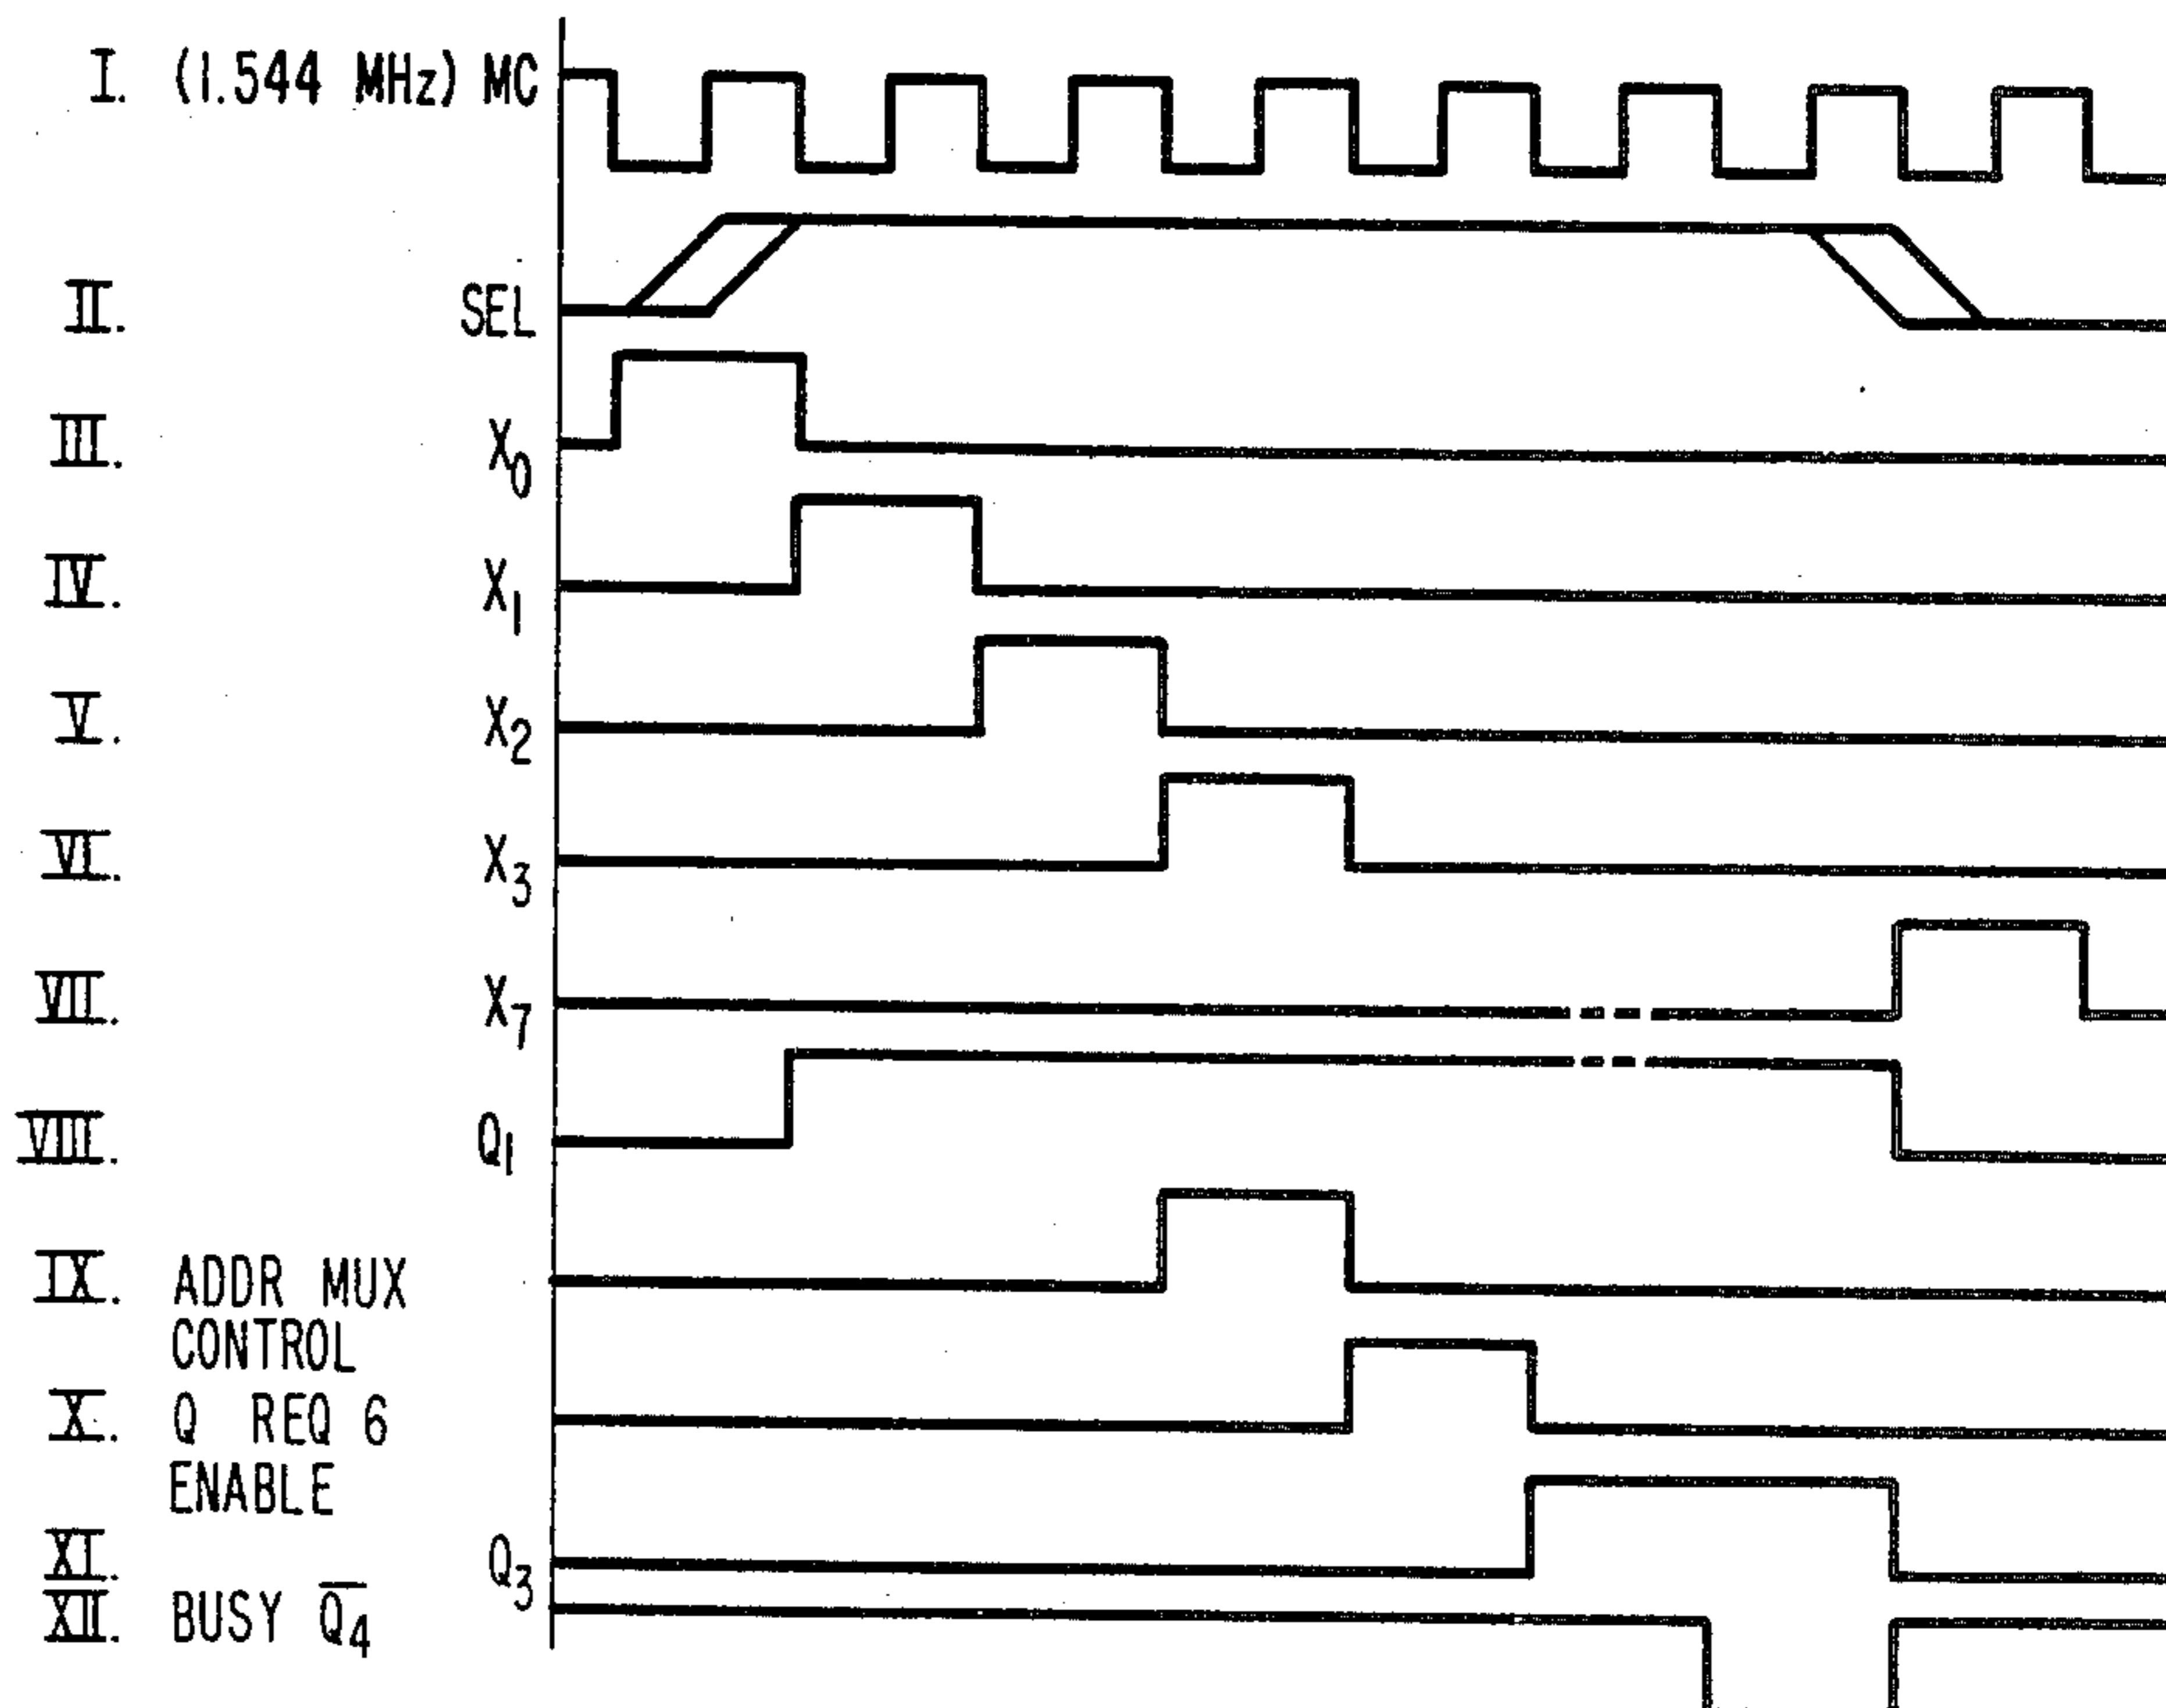 I. (1.544 MHz) MC
II. SEL
III. X0
IV. X1
V. X2
VI. X3
VII. X7
VIII. Q1
IX. ADDR MUX
CONTROL
X. Q REQ 6
ENABLE
XI. Q3
XII. BUSY Q̅4